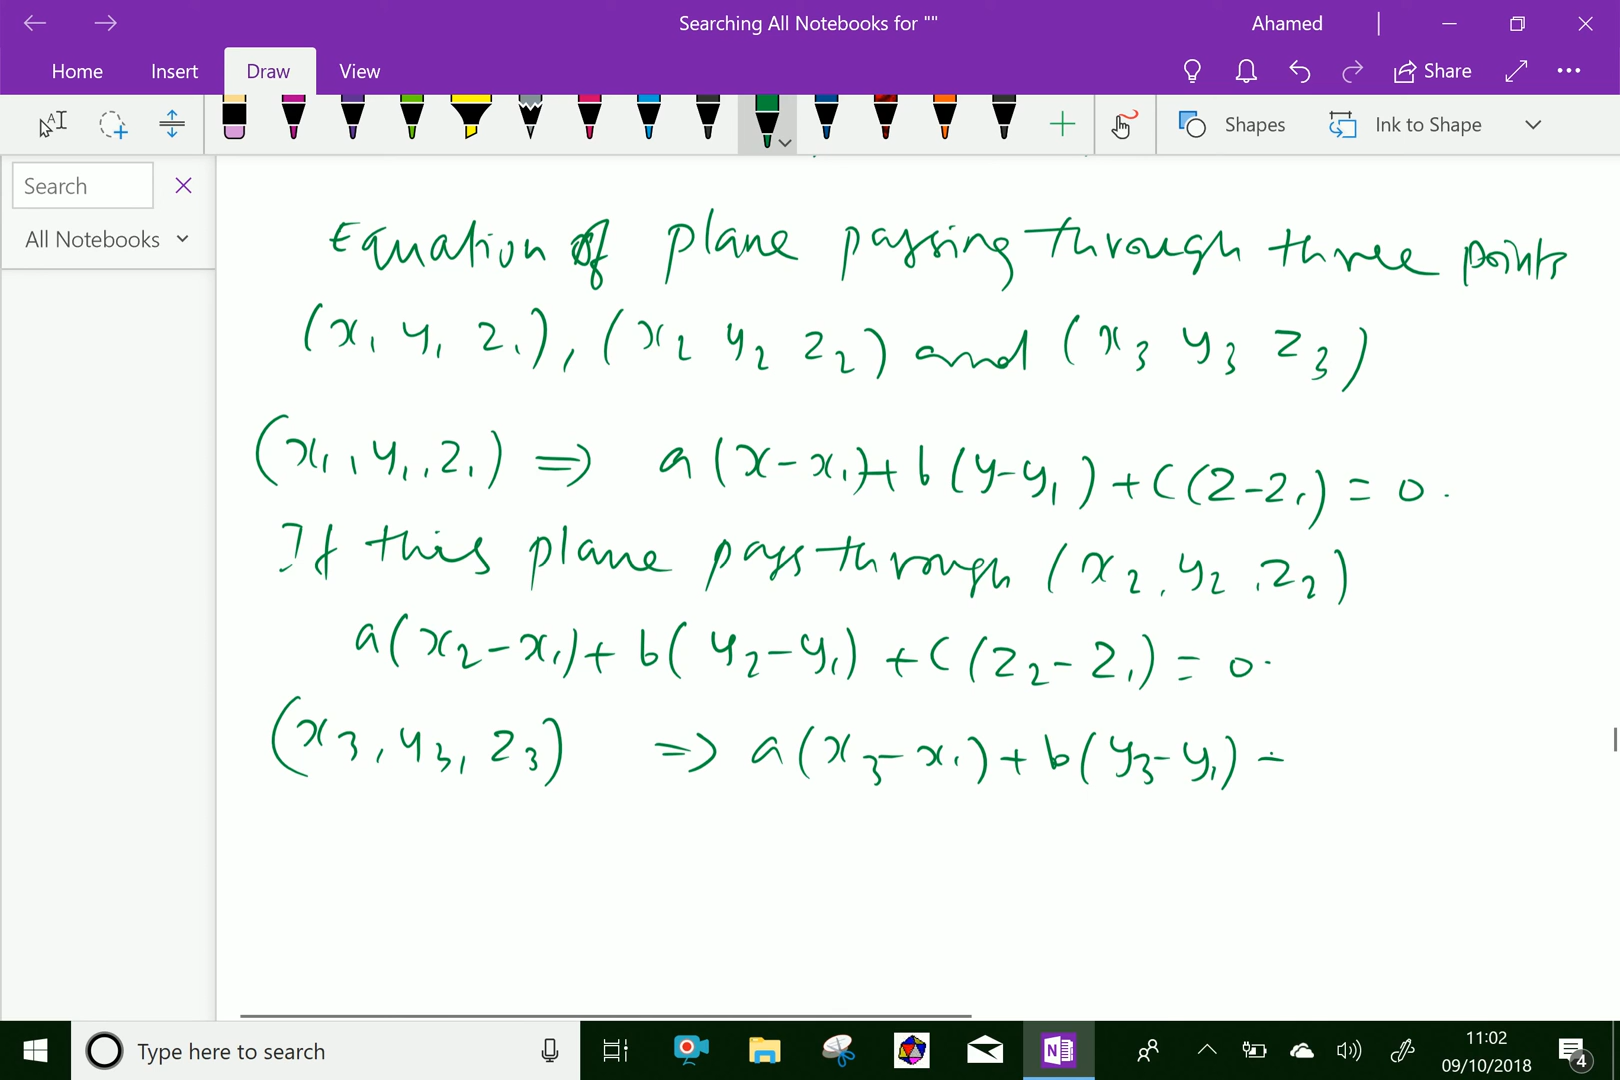 Searching All Notebooks for "" Ahamed
Home Insert Draw View Share
Shapes Ink to Shape
Search
All Notebooks
Equation of plane passing through three points
(x₁ y₁ z₁), (x₂ y₂ z₂) and (x₃ y₃ z₃)
(x₁, y₁, z₁) ⇒ a(x-x₁)+b(y-y₁)+c(z-z₁)=0.
If this plane pass through (x₂, y₂, z₂)
a(x₂-x₁)+b(y₂-y₁)+c(z₂-z₁)=0.
(x₃, y₃, z₃) ⇒ a(x₃-x₁)+b(y₃-y₁)-
Type here to search
11:02
09/10/2018
4